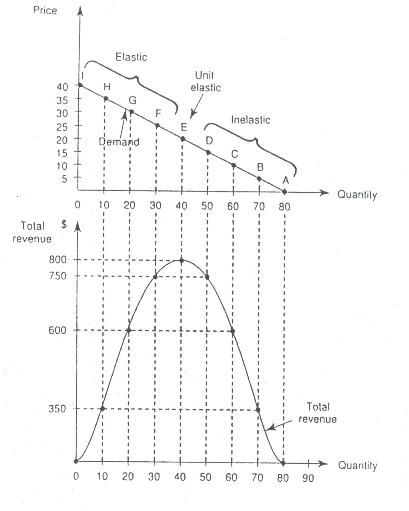 Price
Elastic
Unit
elastic
Inelastic
I
H
G
F
E
D
C
B
A
Demand
40
35
30
25
20
15
10
5
0 10 20 30 40 50 60 70 80
Quantity
Total
revenue
$
800
750
600
350
Total
revenue
0 10 20 30 40 50 60 70 80 90
Quantity